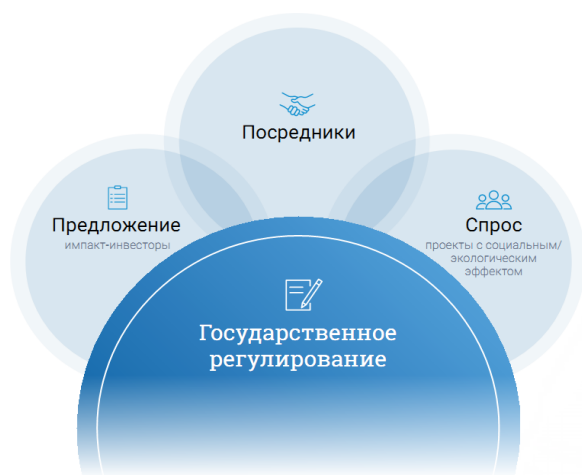 Посредники
Предложение
импакт-инвесторы
Спрос
проекты с социальным/
экологическим
эффектом
Государственное
регулирование